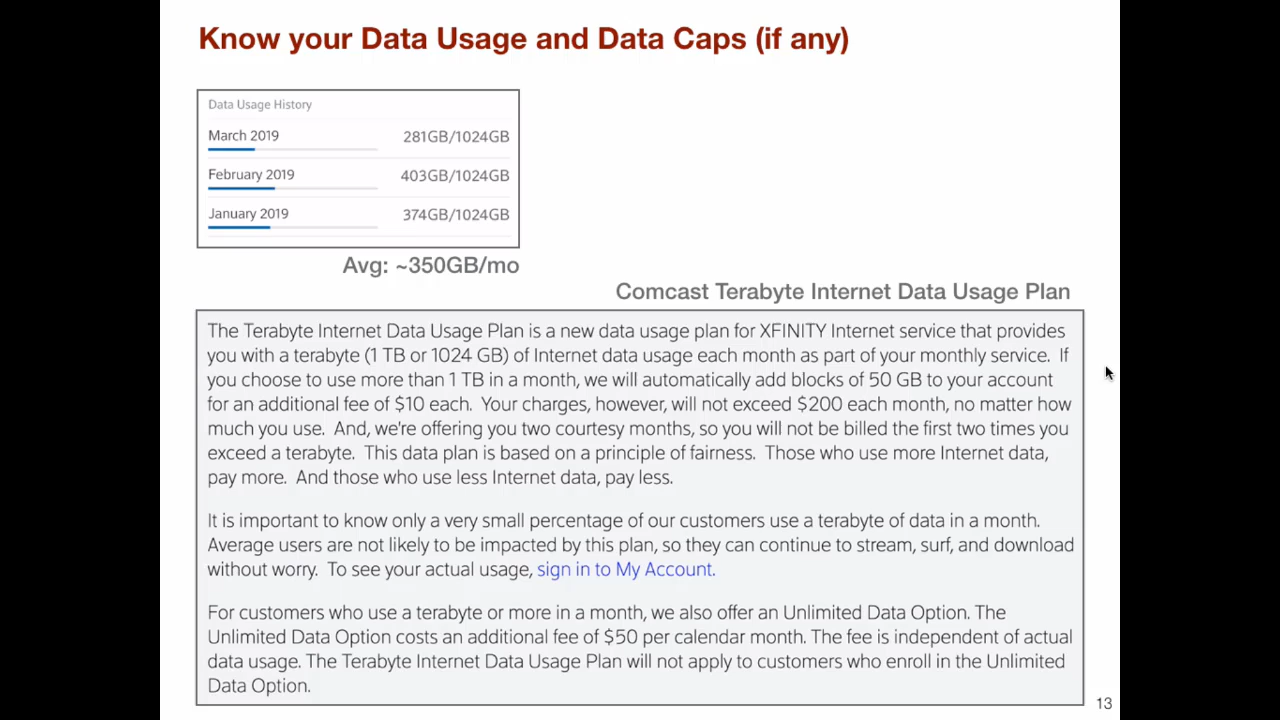 Know your Data Usage and Data Caps (if any)
Data Usage History
March 2019 281GB/1024GB
February 2019 403GB/1024GB
January 2019 374GB/1024GB
Avg: ~350GB/mo
Comcast Terabyte Internet Data Usage Plan
The Terabyte Internet Data Usage Plan is a new data usage plan for XFINITY Internet service that provides
you with a terabyte (1 TB or 1024 GB) of Internet data usage each month as part of your monthly service. If
you choose to use more than 1 TB in a month, we will automatically add blocks of 50 GB to your account
for an additional fee of $10 each. Your charges, however, will not exceed $200 each month, no matter how
much you use. And, we're offering you two courtesy months, so you will not be billed the first two times you
exceed a terabyte. This data plan is based on a principle of fairness. Those who use more Internet data,
pay more. And those who use less Internet data, pay less.
It is important to know only a very small percentage of our customers use a terabyte of data in a month.
Average users are not likely to be impacted by this plan, so they can continue to stream, surf, and download
without worry. To see your actual usage, sign in to My Account.
For customers who use a terabyte or more in a month, we also offer an Unlimited Data Option. The
Unlimited Data Option costs an additional fee of $50 per calendar month. The fee is independent of actual
data usage. The Terabyte Internet Data Usage Plan will not apply to customers who enroll in the Unlimited
Data Option.
13